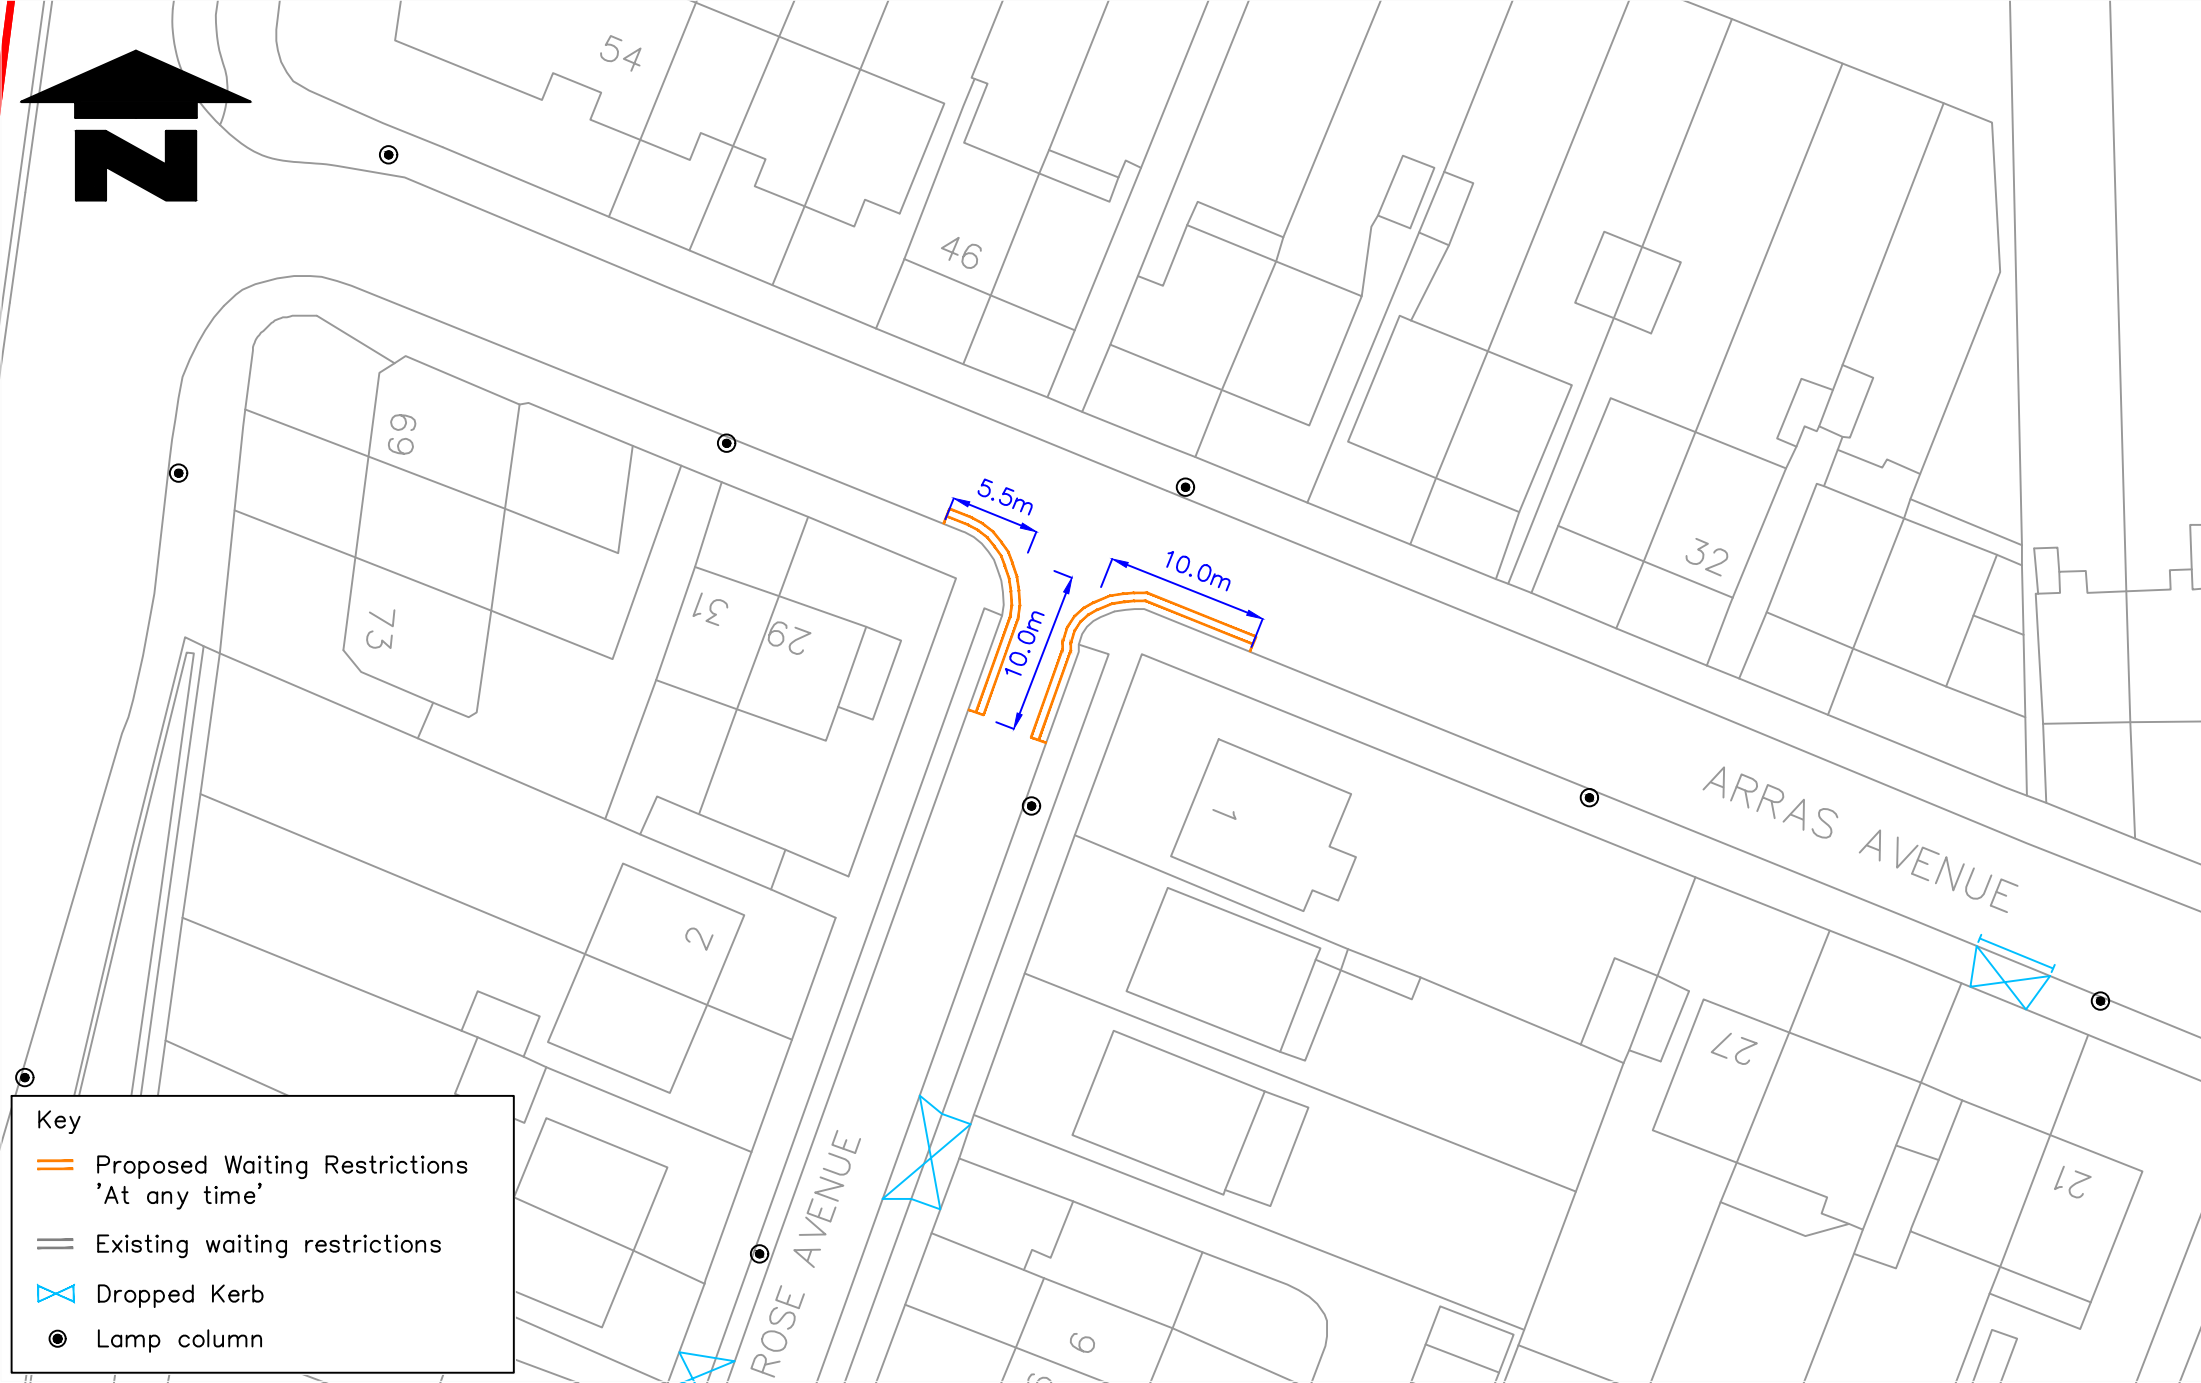 54
46
69
5.5m
10.0m
10.0m
32
73
31
29
1
ARRAS AVENUE
2
27
21
ROSE AVENUE
9
N
Key
Proposed Waiting Restrictions
'At any time'
Existing waiting restrictions
Dropped Kerb
Lamp column